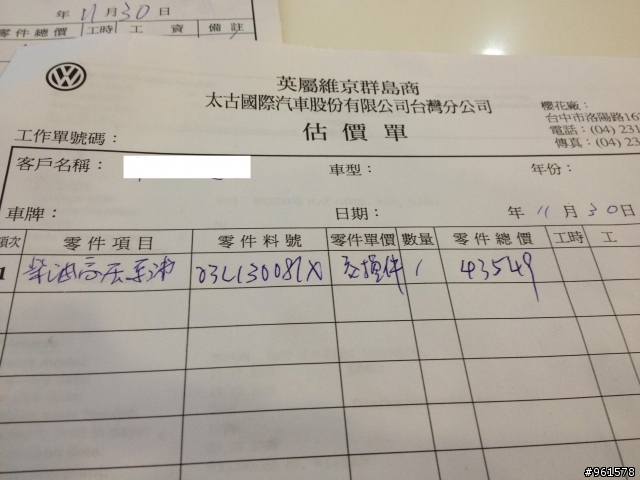 年 11 月 30 日
零件總價 工時 工 資 備 註
英屬維京群島商
太古國際汽車股份有限公司台灣分公司
估價單
櫻花廠：
台中市洛陽路16
電話：(04) 231
傳真：(04) 231
工作單號碼：
客戶名稱： 車型： 年份：
車牌： 日期： 年 11 月 30 日
項次 零件項目 零件料號 零件單價 數量 零件總價 工時 工
1 柴油高压泵浦 03L130081X 交換件 1 43549
#961578